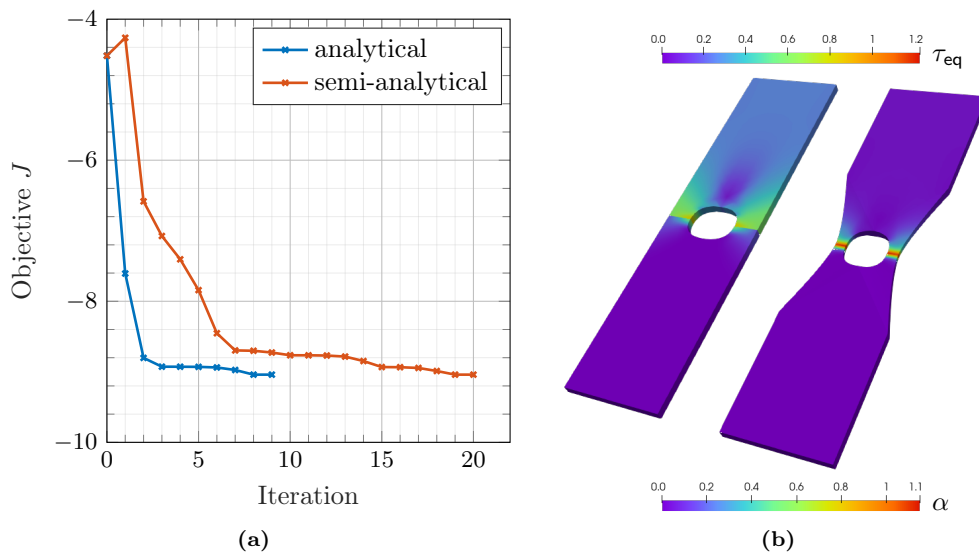 −4
−6
−8
−10
Objective J
0
5
10
15
20
Iteration
analytical
semi-analytical
(a)
0.0 0.2 0.4 0.6 0.8 1 1.2
τeq
0.0 0.2 0.4 0.6 0.8 1 1.1
α
(b)